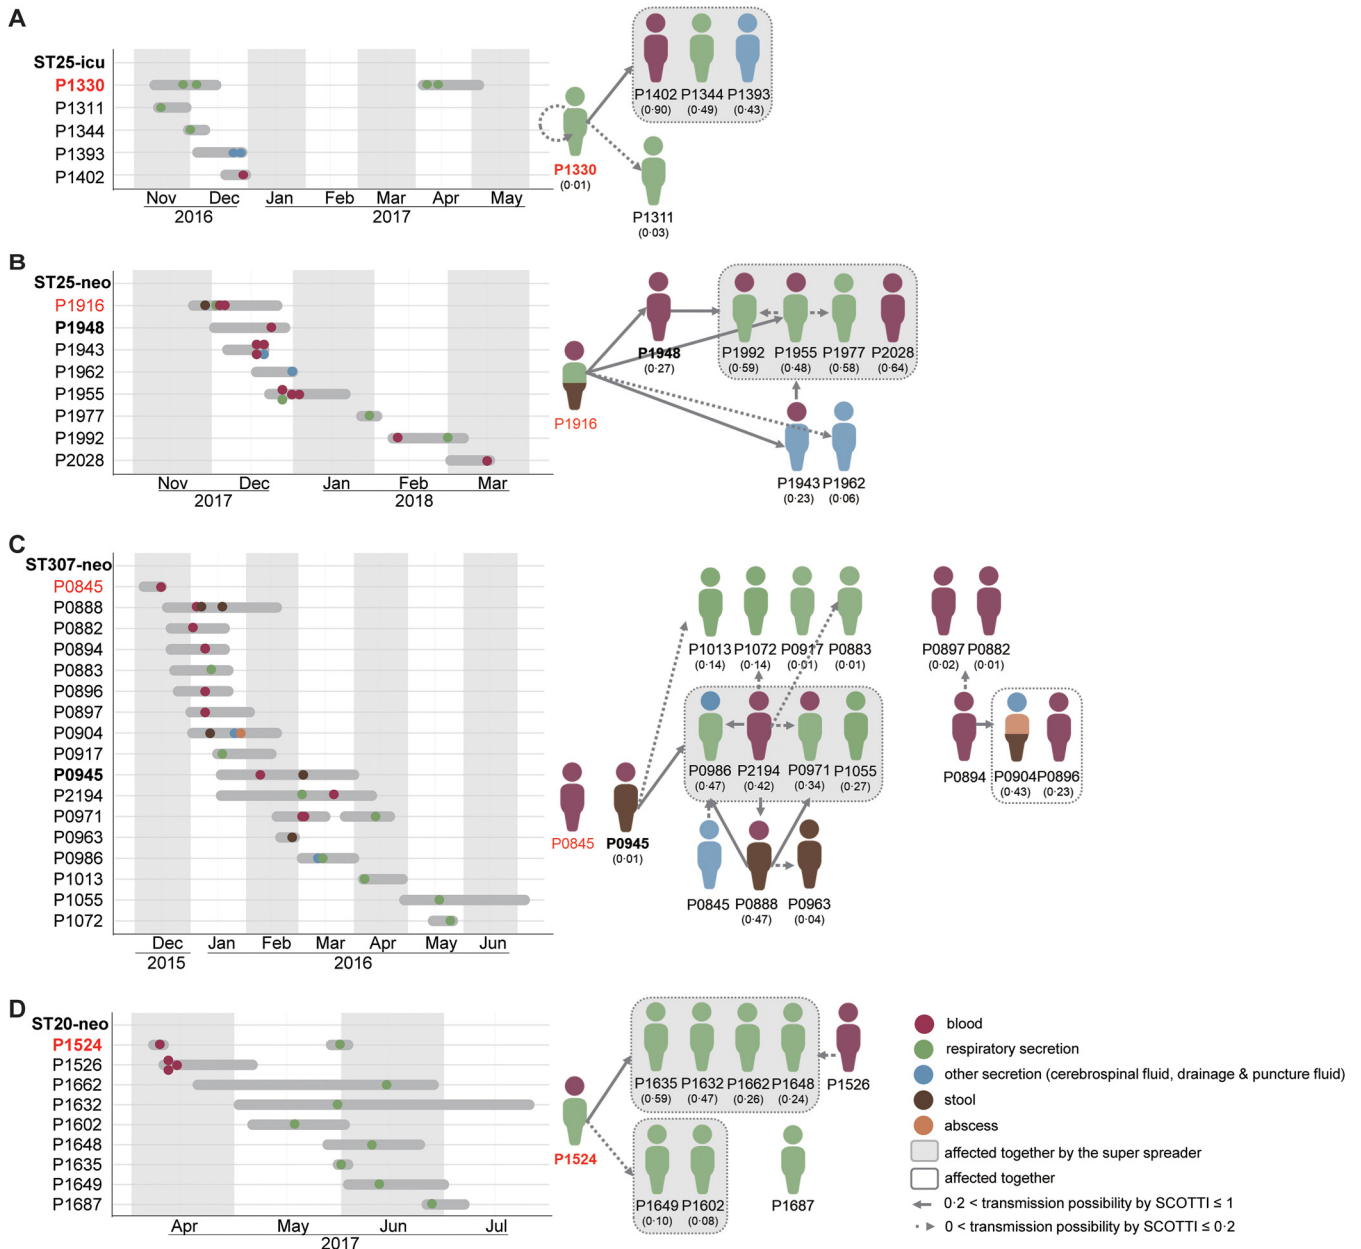 A
ST25-icu
P1330
P1311
P1344
P1393
P1402
Nov Dec Jan Feb Mar Apr May
2016 2017
P1330
(0·01)
P1402 P1344 P1393
(0·90) (0·49) (0·43)
P1311
(0·03)
B
ST25-neo
P1916
P1948
P1943
P1962
P1955
P1977
P1992
P2028
Nov Dec Jan Feb Mar
2017 2018
P1916
P1948
(0·27)
P1992 P1955 P1977 P2028
(0·59) (0·48) (0·58) (0·64)
P1943 P1962
(0·23) (0·06)
C
ST307-neo
P0845
P0888
P0882
P0894
P0883
P0896
P0897
P0904
P0917
P0945
P2194
P0971
P0963
P0986
P1013
P1055
P1072
Dec Jan Feb Mar Apr May Jun
2015 2016
P0845 P0945
(0·01)
P1013 P1072 P0917 P0883
(0·14) (0·14) (0·01) (0·01)
P0986 P2194 P0971 P1055
(0·47) (0·42) (0·34) (0·27)
P0845 P0888 P0963
(0·47) (0·04)
P0897 P0882
(0·02) (0·01)
P0894 P0904 P0896
(0·43) (0·23)
D
ST20-neo
P1524
P1526
P1662
P1632
P1602
P1648
P1635
P1649
P1687
Apr May Jun Jul
2017
P1524
P1635 P1632 P1662 P1648 P1526
(0·59) (0·47) (0·26) (0·24)
P1649 P1602 P1687
(0·10) (0·08)
blood
respiratory secretion
other secretion (cerebrospinal fluid, drainage & puncture fluid)
stool
abscess
affected together by the super spreader
affected together
0·2 < transmission possibility by SCOTTI ≤ 1
0 < transmission possibility by SCOTTI ≤ 0·2